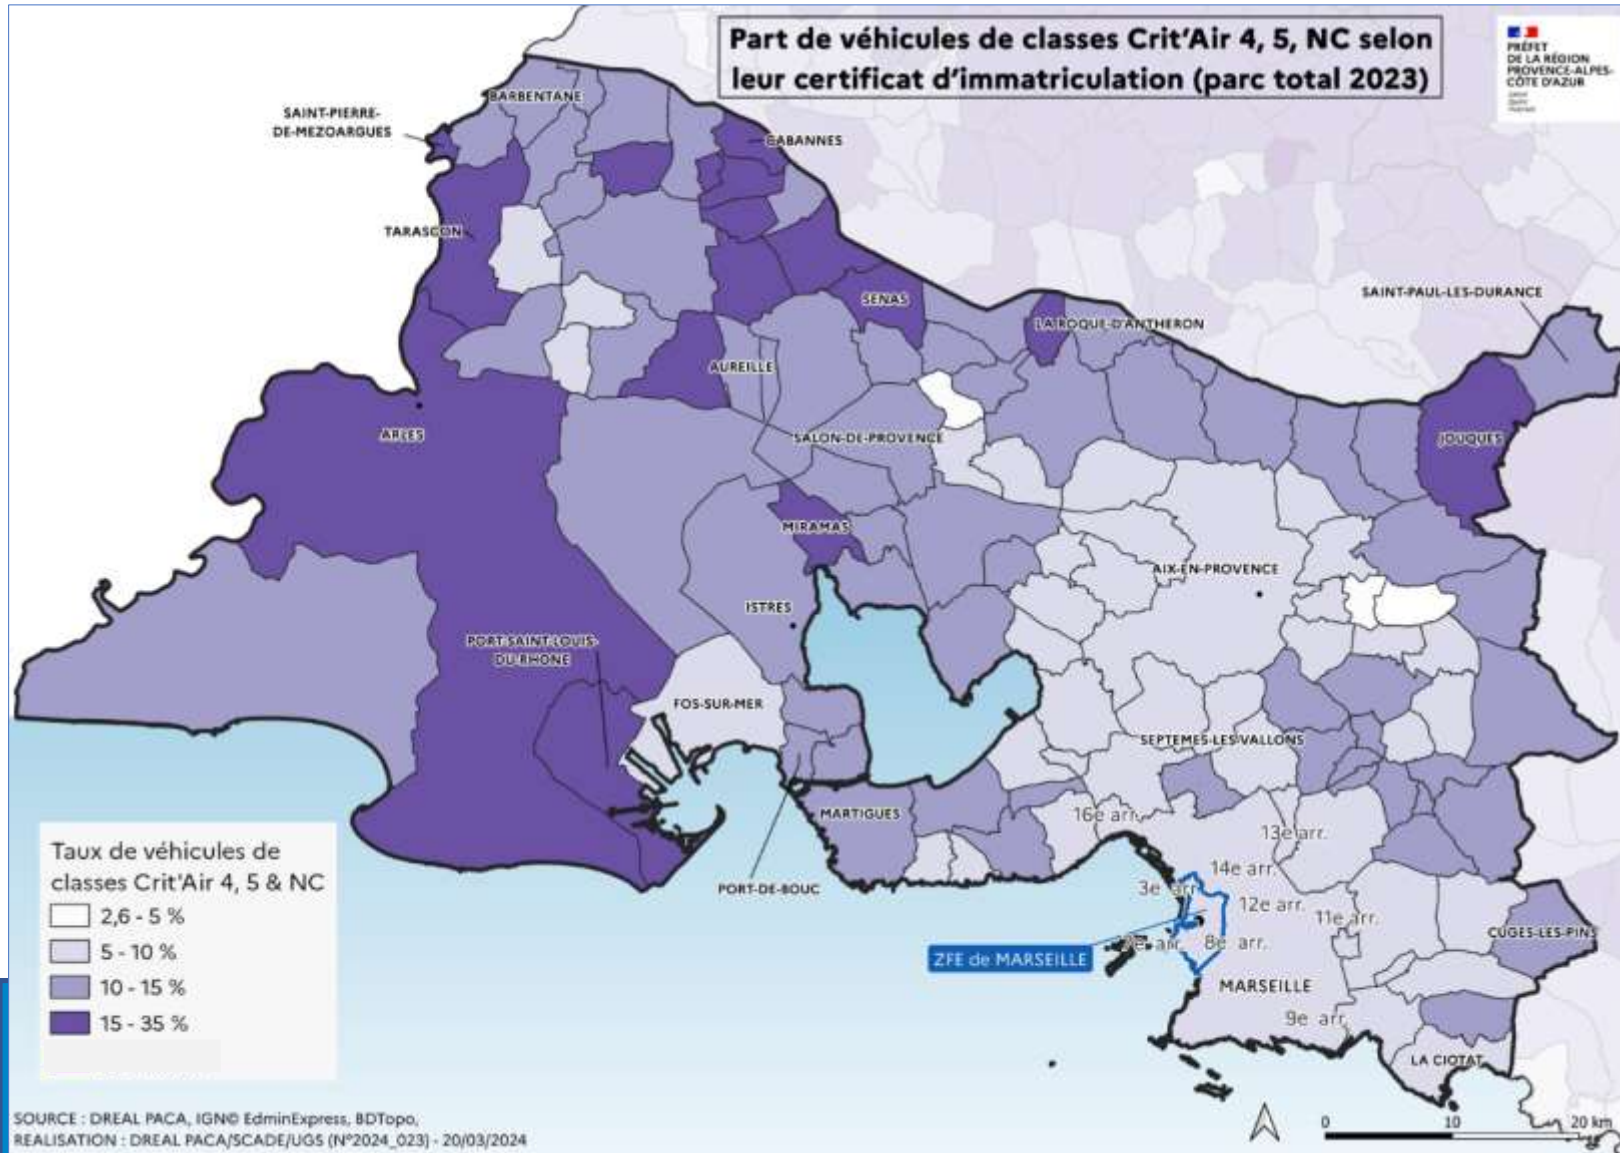 Part de véhicules de classes Crit'Air 4, 5, NC selon
leur certificat d'immatriculation (parc total 2023)
PRÉFET
DE LA RÉGION
PROVENCE-ALPES-
CÔTE D'AZUR
BARBENTANE
SAINT-PIERRE-
DE-MEZOARGUES
CABANNES
TARASCON
SAINT-PAUL-LES-DURANCE
SENAS
LA ROQUE-D'ANTHERON
AUREILLE
ARLES
SALON-DE-PROVENCE
JOUQUES
MIRAMAS
AIX-EN-PROVENCE
ISTRES
PORT-SAINT-LOUIS-
DU-RHONE
FOS-SUR-MER
SEPTEMES-LES-VALLONS
MARTIGUES
16e arr.
13e arr.
14e arr.
PORT-DE-BOUC
3e arr.
12e arr.
11e arr.
CUGES-LES-PINS
7e arr.
8e arr.
ZFE de MARSEILLE
MARSEILLE
9e arr.
LA CIOTAT
Taux de véhicules de
classes Crit'Air 4, 5 & NC
2,6 - 5 %
5 - 10 %
10 - 15 %
15 - 35 %
0 10 20 km
SOURCE : DREAL PACA, IGN© EdminExpress, BDTopo,
REALISATION : DREAL PACA/SCADE/UGS (N°2024_023) - 20/03/2024